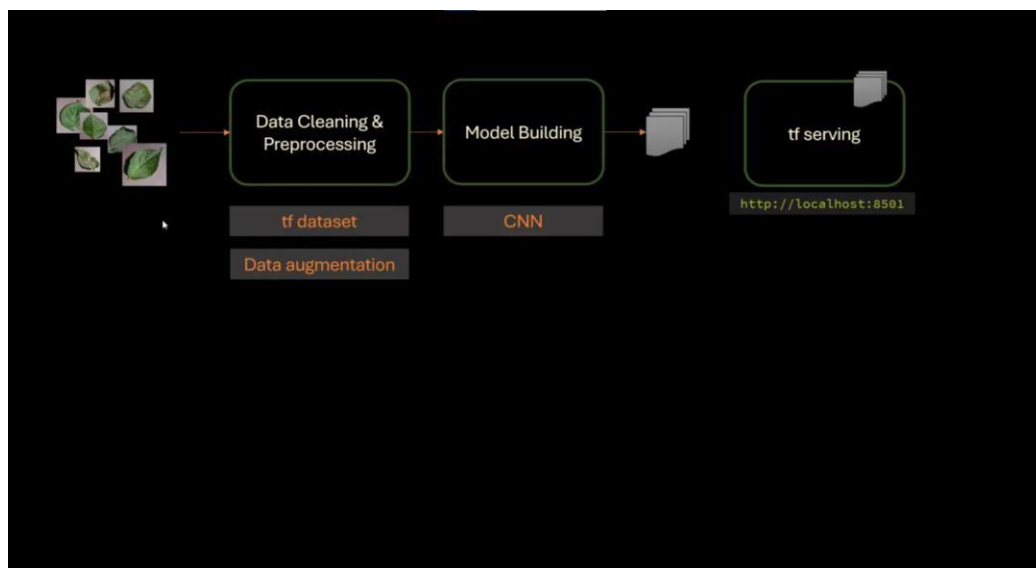 Data Cleaning &
Preprocessing
Model Building
tf serving
http://localhost:8501
tf dataset
CNN
Data augmentation